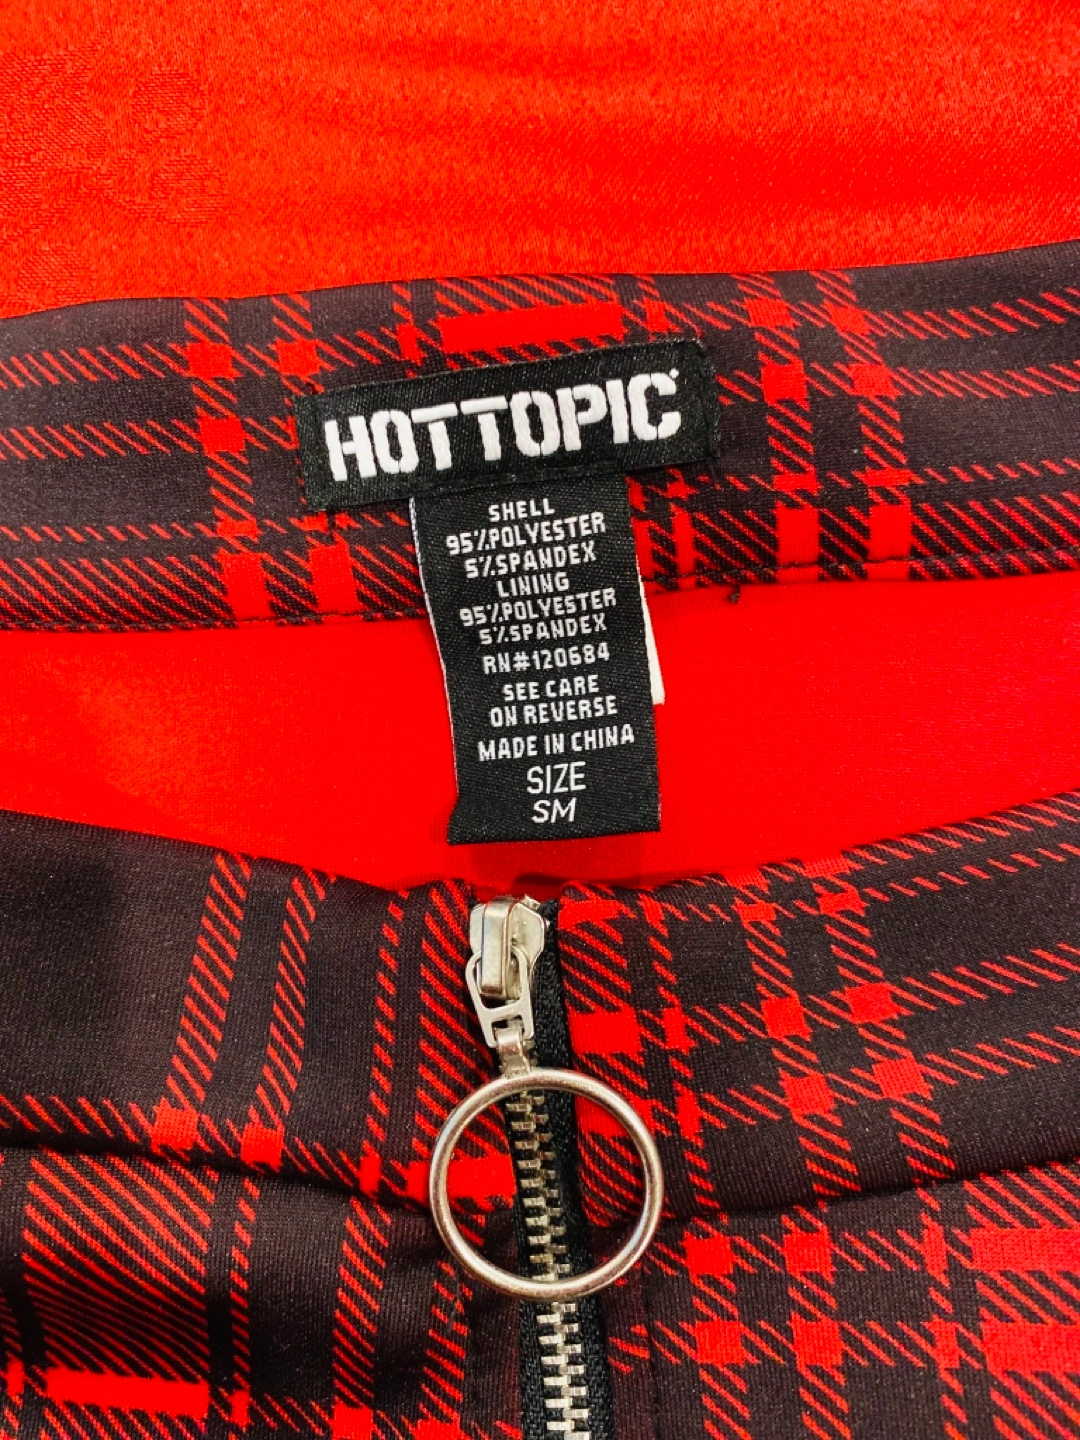 HOTTOPIC
SHELL
95%POLYESTER
5%SPANDEX
LINING
95%POLYESTER
5%SPANDEX
RN#120684
SEE CARE
ON REVERSE
MADE IN CHINA
SIZE
SM